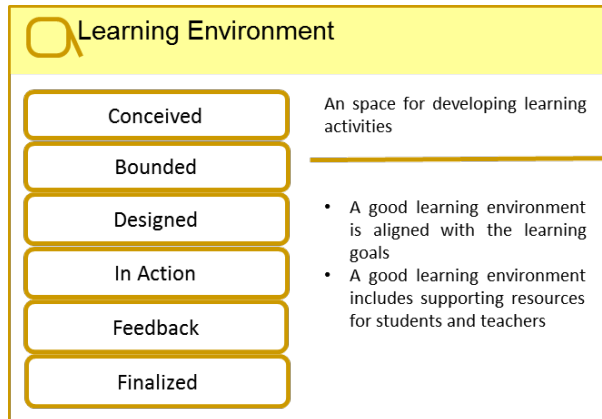 Learning Environment
Conceived
Bounded
Designed
In Action
Feedback
Finalized
An space for developing learning
activities
• A good learning environment
is aligned with the learning
goals
• A good learning environment
includes supporting resources
for students and teachers